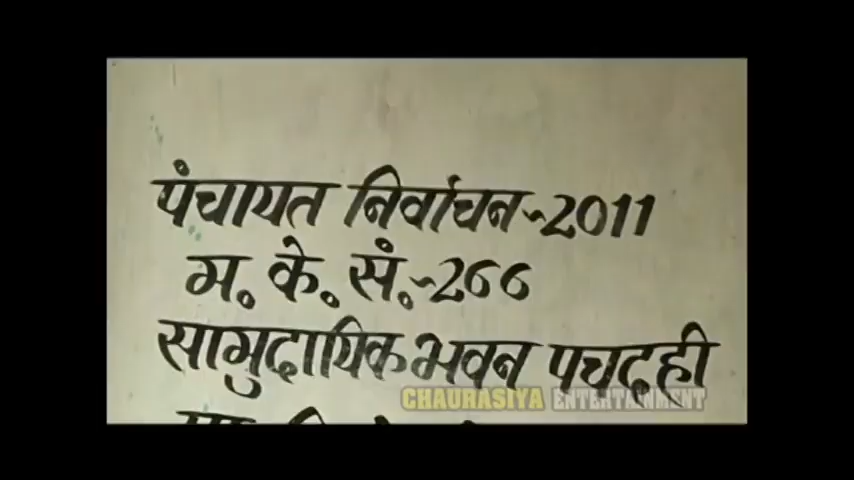 पंचायत निर्वाचन-2011
म. के. सं.-266
सामुदायिक भवन पचदही
CHAURASIYA ENTERTAINMENT